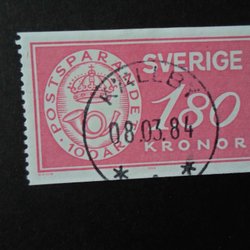 SVERIGE
POSTSPARANDE
100 ÅR
180
KRONOR
08.03.84